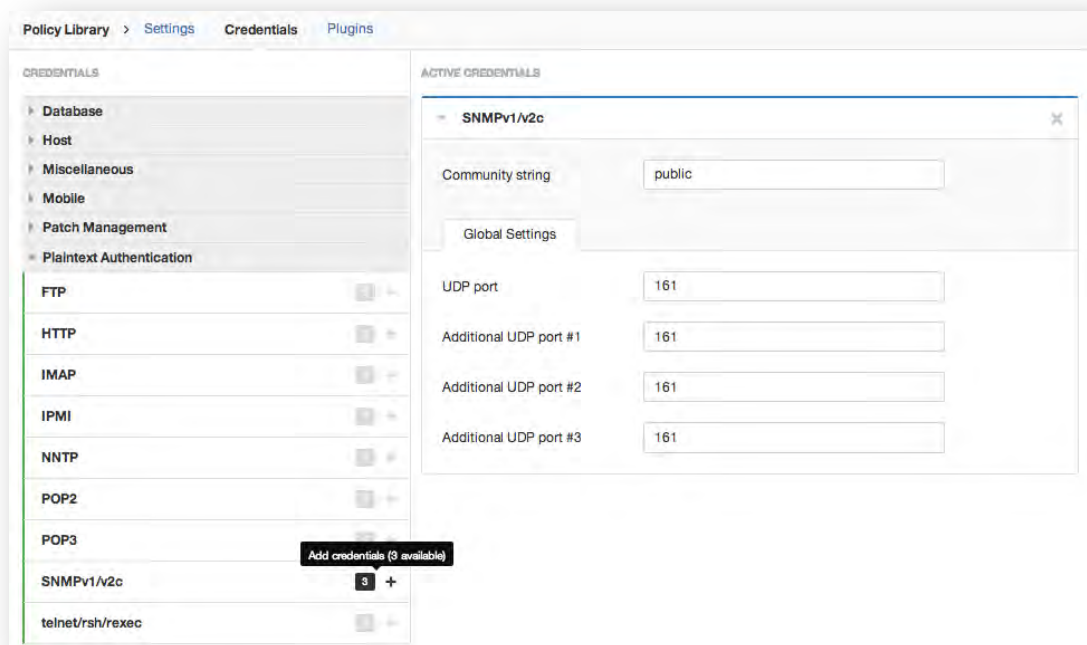 Policy Library > Settings Credentials Plugins
CREDENTIALS
Database
Host
Miscellaneous
Mobile
Patch Management
Plaintext Authentication
FTP
HTTP
IMAP
IPMI
NNTP
POP2
POP3
Add credentials (3 available)
SNMPv1/v2c 3 +
telnet/rsh/rexec
ACTIVE CREDENTIALS
SNMPv1/v2c
Community string public
Global Settings
UDP port 161
Additional UDP port #1 161
Additional UDP port #2 161
Additional UDP port #3 161